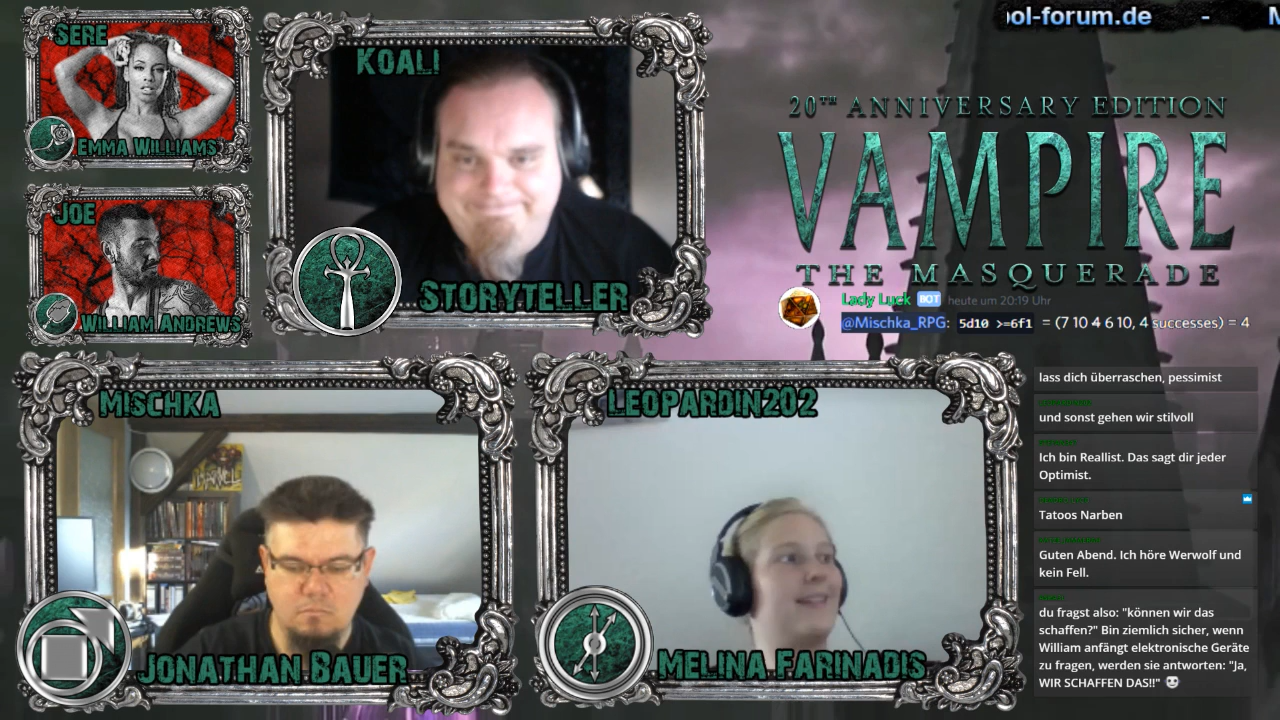 ol-forum.de - M
SERE
EMMA WILLIAMS
JOE
WILLIAM ANDREWS
KOALI
STORYTELLER
20TH ANNIVERSARY EDITION
VAMPIRE
THE MASQUERADE
Lady Luck BOT heute um 20:19 Uhr
@Mischka_RPG: 5d10 >=6f1 = (7 10 4 6 10, 4 successes) = 4
MISCHKA
JONATHAN BAUER
LEOPARDIN202
MELINA FARINADIS
lass dich überraschen, pessimist
und sonst gehen wir stilvoll
Ich bin Reallist. Das sagt dir jeder
Optimist.
Tatoos Narben
Guten Abend. Ich höre Werwolf und
kein Fell.
du fragst also: "können wir das
schaffen?" Bin ziemlich sicher, wenn
William anfängt elektronische Geräte
zu fragen, werden sie antworten: "Ja,
WIR SCHAFFEN DAS!!"